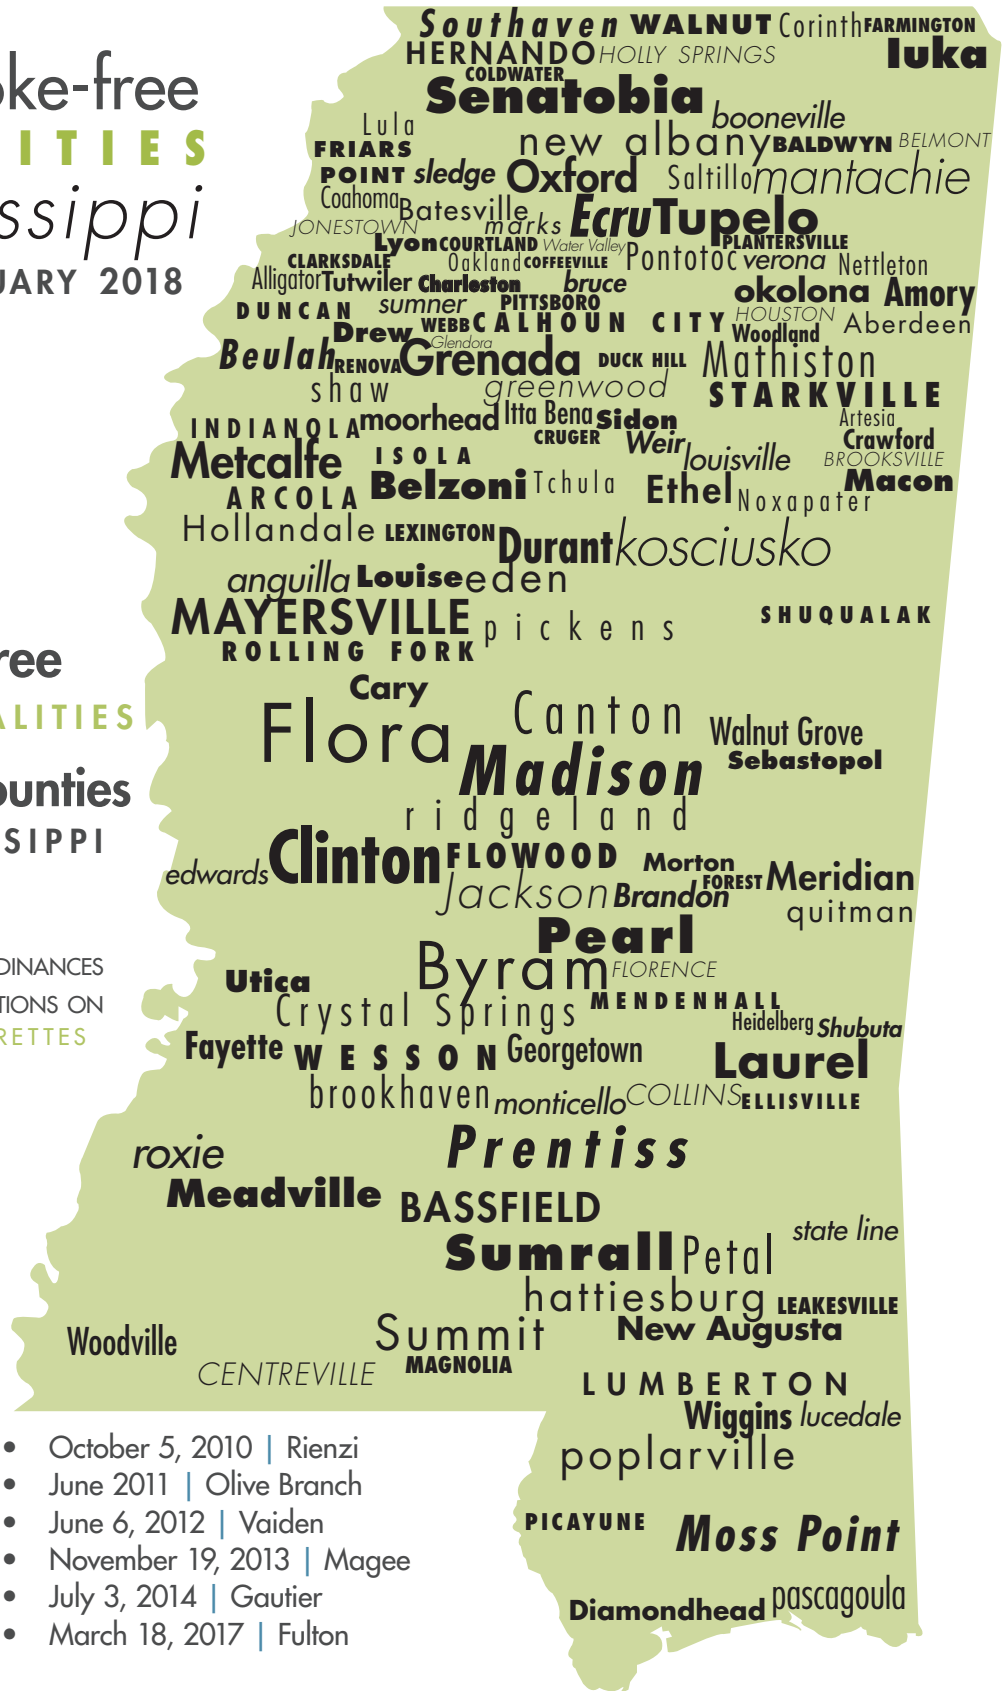 Southaven WALNUT Corinth FARMINGTON
HERNANDO HOLLY SPRINGS Iuka
COLDWATER
Senatobia
oke-free
booneville
Lula
new albany BALDWYN BELMONT
ITIES
FRIARS
POINT sledge Oxford Saltillo mantachie
Coahoma Batesville Ecru Tupelo
ssippi
JONESTOWN marks
Lyon COURTLAND Water Valley PLANTERSVILLE
CLARKSDALE Oakland COFFEEVILLE Pontotoc verona Nettleton
UARY 2018
Alligator Tutwiler Charleston bruce okolona Amory
DUNCAN sumner PITTSBORO
Drew WEBB CALHOUN CITY HOUSTON Aberdeen
Glendora Woodland
Beulah RENOVA Grenada DUCK HILL Mathiston
shaw greenwood STARKVILLE
INDIANOLA moorhead Itta Bena Sidon Artesia
CRUGER Weir Crawford
Metcalfe ISOLA louisville BROOKSVILLE
ARCOLA Belzoni Tchula Ethel Noxapater Macon
Hollandale LEXINGTON Durant kosciusko
anguilla Louise eden
MAYERSVILLE pickens SHUQUALAK
ROLLING FORK
ree
Cary
ALITIES
Flora Canton Walnut Grove
Madison Sebastopol
ounties
ridgeland
SIPPI
edwards Clinton FLOWOOD Morton
Jackson Brandon FOREST Meridian
quitman
Pearl
DINANCES
Utica Byram FLORENCE
TIONS ON
Crystal Springs MENDENHALL
RETTES
Heidelberg Shubuta
Fayette WESSON Georgetown Laurel
brookhaven monticello COLLINS ELLISVILLE
roxie Prentiss
Meadville BASSFIELD
state line
Sumrall Petal
hattiesburg LEAKESVILLE
Woodville Summit New Augusta
CENTREVILLE MAGNOLIA
LUMBERTON
Wiggins lucedale
• October 5, 2010 | Rienzi
poplarville
• June 2011 | Olive Branch
• June 6, 2012 | Vaiden
PICAYUNE Moss Point
• November 19, 2013 | Magee
• July 3, 2014 | Gautier
Diamondhead pascagoula
• March 18, 2017 | Fulton